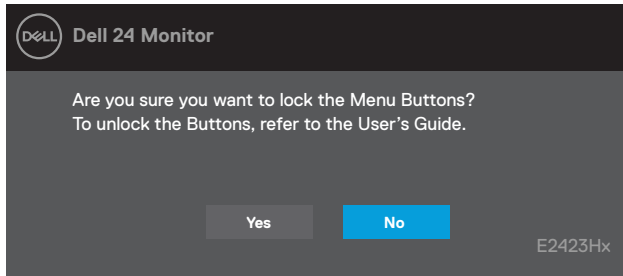 DELL Dell 24 Monitor
Are you sure you want to lock the Menu Buttons?
To unlock the Buttons, refer to the User’s Guide.
Yes No
E2423Hx